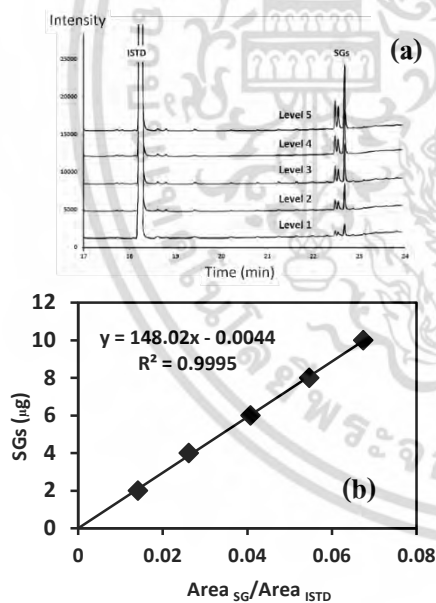 Intensity
(a)
ISTD
SGs
25000
20000
Level 5
15000
Level 4
10000
Level 3
Level 2
5000
Level 1
0
17 18 19 20 21 22 23 24
Time (min)
12
y = 148.02x - 0.0044
10
R² = 0.9995
8
SGs (µg)
6
4
2
(b)
0
0 0.02 0.04 0.06 0.08
Area SG/Area ISTD